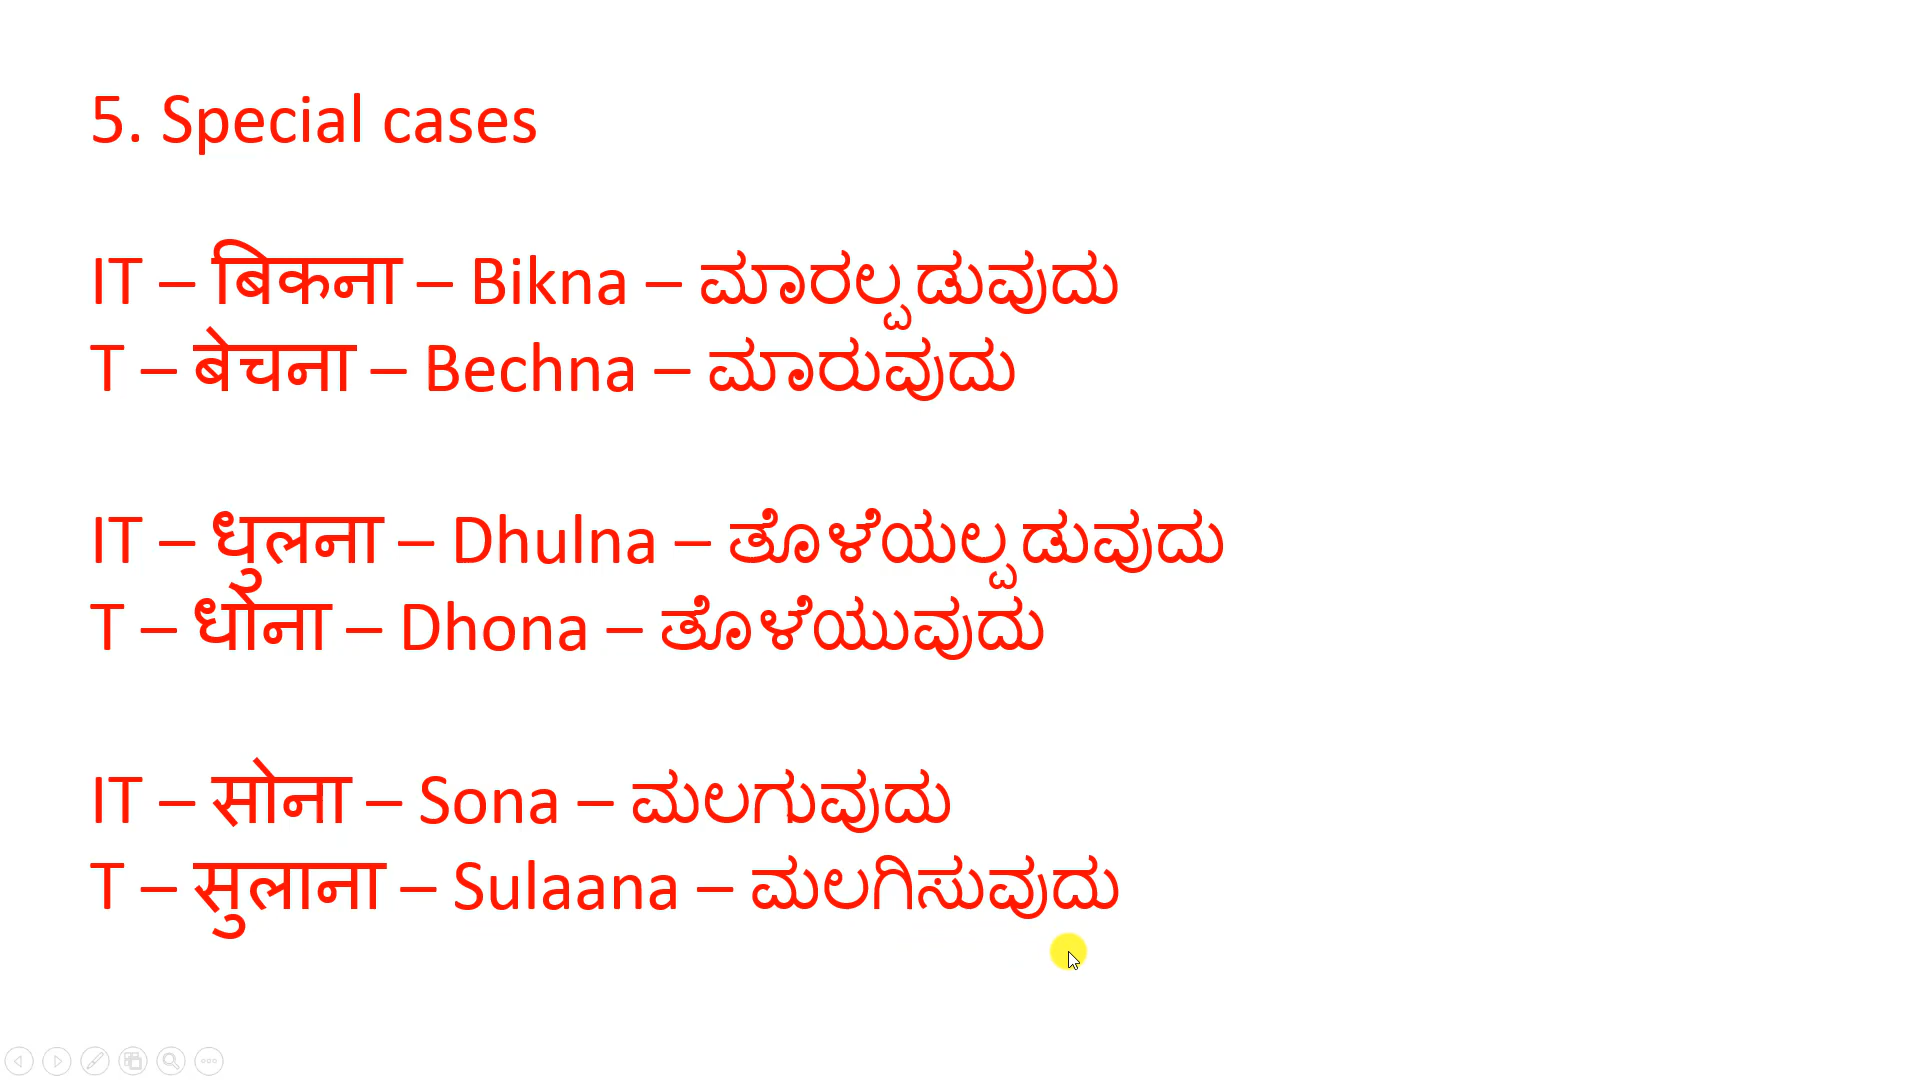 5. Special cases
IT – बिकना – Bikna – ಮಾರಲ್ಪಡುವುದು
T – बेचना – Bechna – ಮಾರುವುದು
IT – धुलना – Dhulna – ತೊಳೆಯಲ್ಪಡುವುದು
T – धोना – Dhona – ತೊಳೆಯುವುದು
IT – सोना – Sona – ಮಲಗುವುದು
T – सुलाना – Sulaana – ಮಲಗಿಸುವುದು